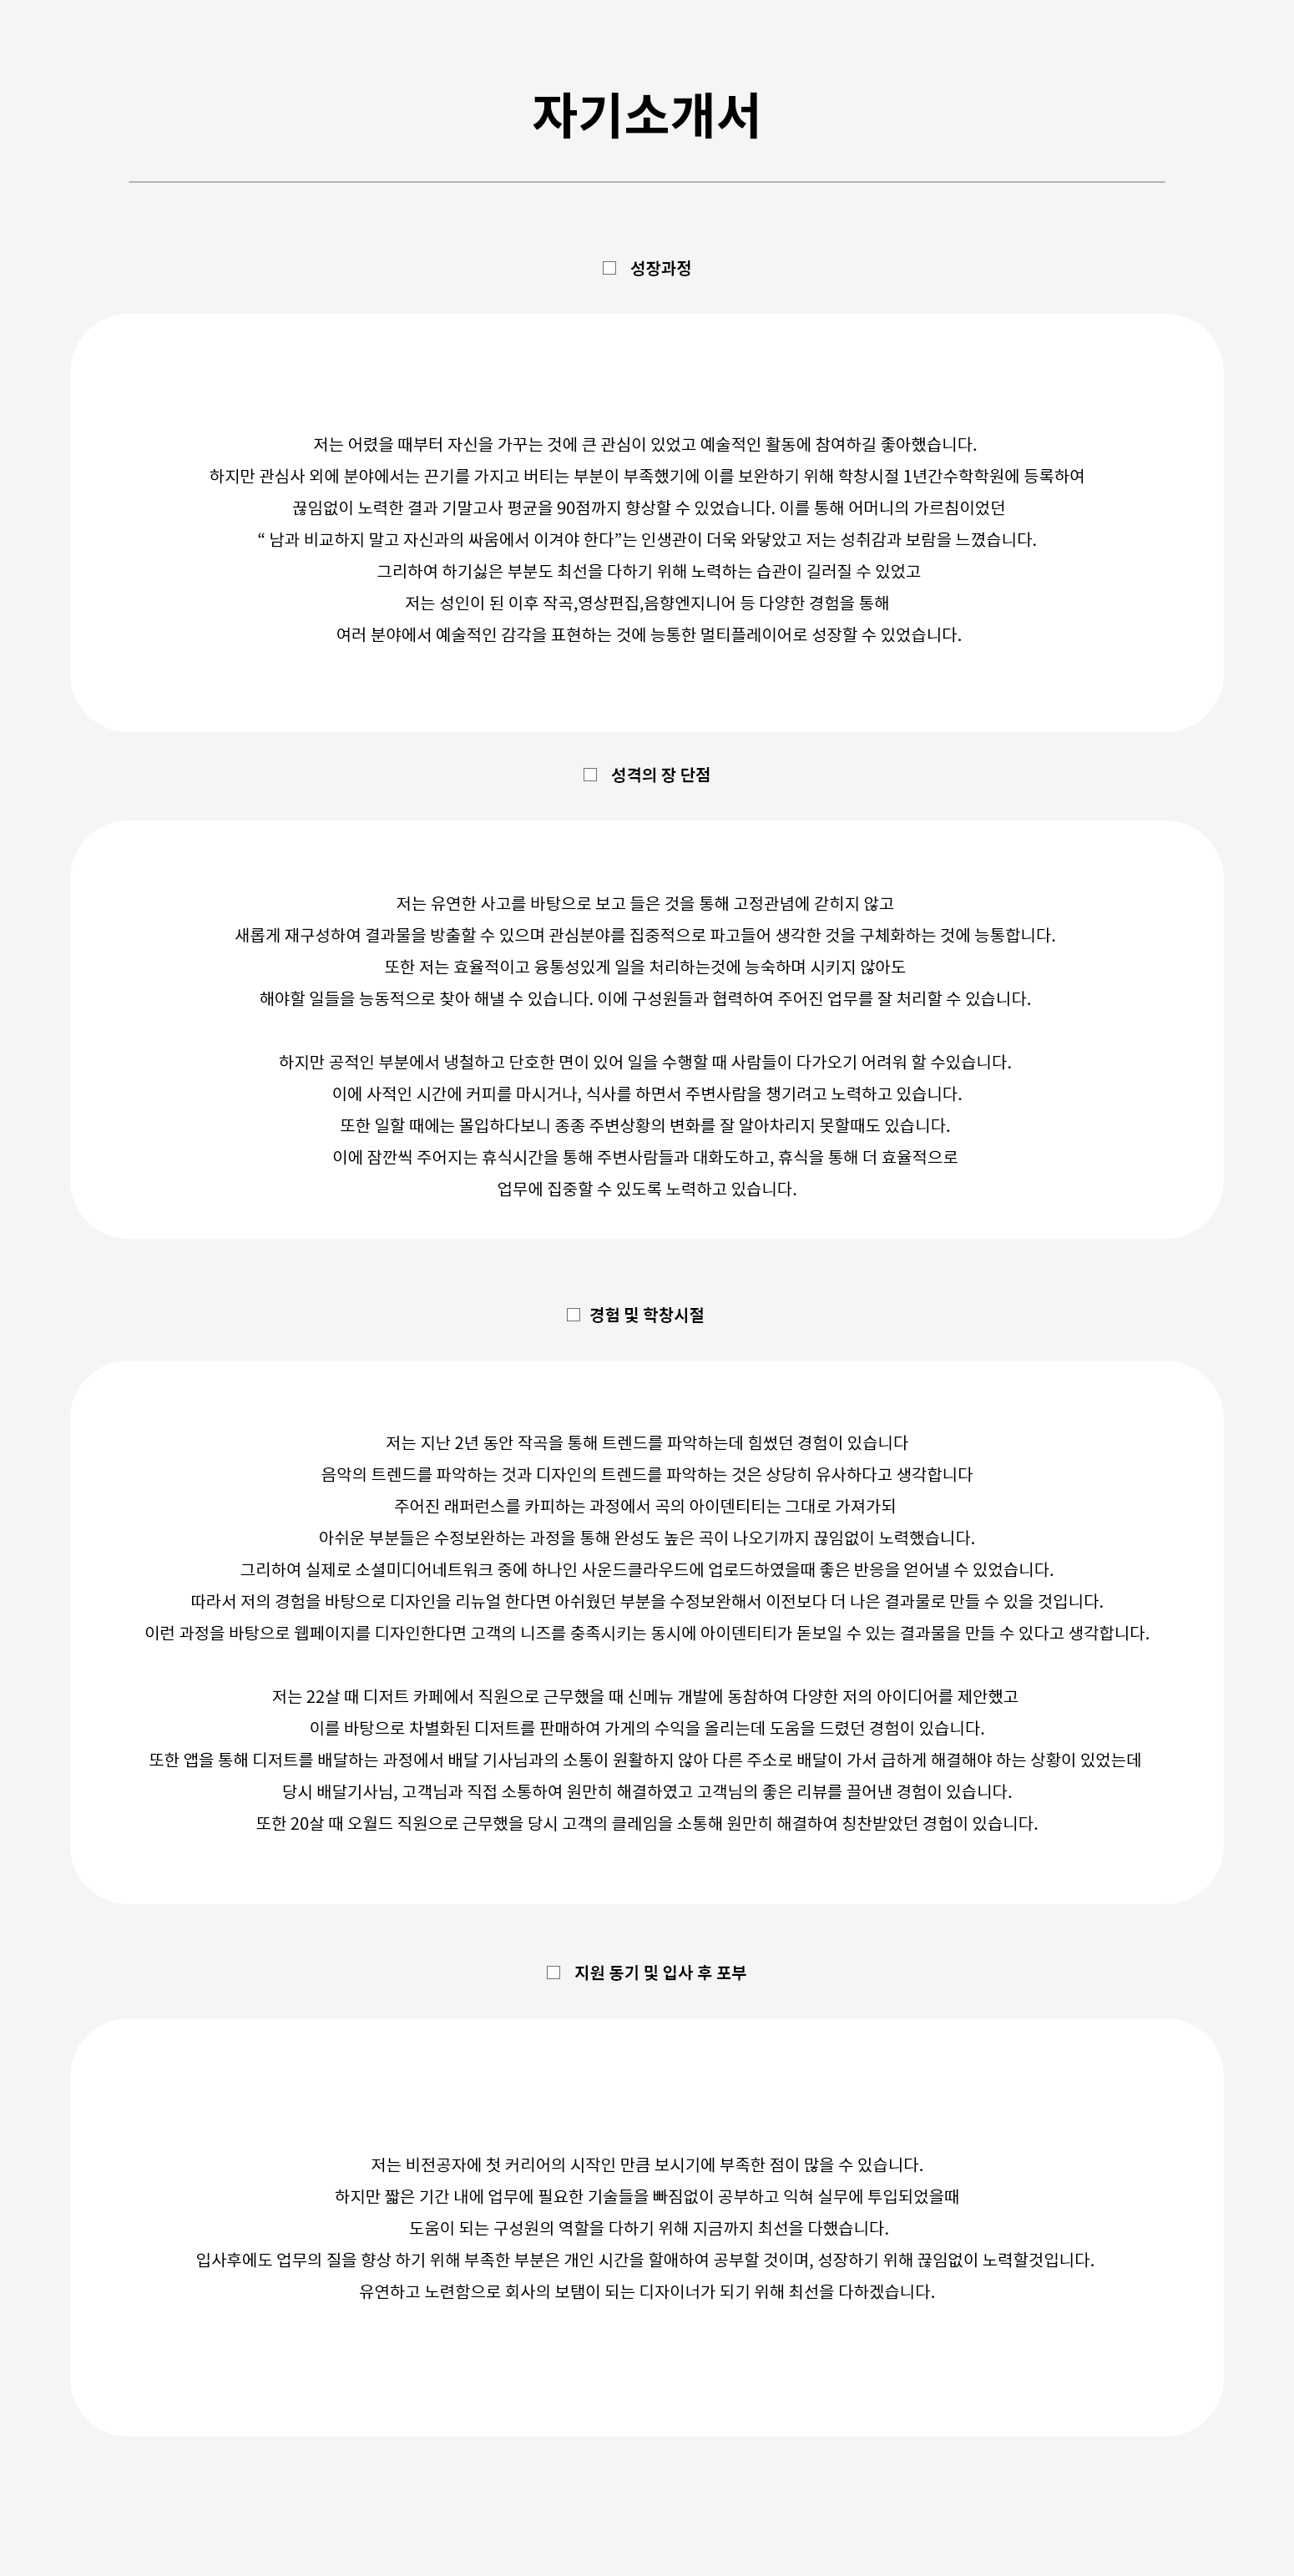 자기소개서
□ 성장과정
저는 어렸을 때부터 자신을 가꾸는 것에 큰 관심이 있었고 예술적인 활동에 참여하길 좋아했습니다.
하지만 관심사 외에 분야에서는 끈기를 가지고 버티는 부분이 부족했기에 이를 보완하기 위해 학창시절 1년간수학학원에 등록하여
끊임없이 노력한 결과 기말고사 평균을 90점까지 향상할 수 있었습니다. 이를 통해 어머니의 가르침이었던
“ 남과 비교하지 말고 자신과의 싸움에서 이겨야 한다”는 인생관이 더욱 와닿았고 저는 성취감과 보람을 느꼈습니다.
그리하여 하기싫은 부분도 최선을 다하기 위해 노력하는 습관이 길러질 수 있었고
저는 성인이 된 이후 작곡,영상편집,음향엔지니어 등 다양한 경험을 통해
여러 분야에서 예술적인 감각을 표현하는 것에 능통한 멀티플레이어로 성장할 수 있었습니다.
□ 성격의 장 단점
저는 유연한 사고를 바탕으로 보고 들은 것을 통해 고정관념에 갇히지 않고
새롭게 재구성하여 결과물을 방출할 수 있으며 관심분야를 집중적으로 파고들어 생각한 것을 구체화하는 것에 능통합니다.
또한 저는 효율적이고 융통성있게 일을 처리하는것에 능숙하며 시키지 않아도
해야할 일들을 능동적으로 찾아 해낼 수 있습니다. 이에 구성원들과 협력하여 주어진 업무를 잘 처리할 수 있습니다.
하지만 공적인 부분에서 냉철하고 단호한 면이 있어 일을 수행할 때 사람들이 다가오기 어려워 할 수있습니다.
이에 사적인 시간에 커피를 마시거나, 식사를 하면서 주변사람을 챙기려고 노력하고 있습니다.
또한 일할 때에는 몰입하다보니 종종 주변상황의 변화를 잘 알아차리지 못할때도 있습니다.
이에 잠깐씩 주어지는 휴식시간을 통해 주변사람들과 대화도하고, 휴식을 통해 더 효율적으로
업무에 집중할 수 있도록 노력하고 있습니다.
□ 경험 및 학창시절
저는 지난 2년 동안 작곡을 통해 트렌드를 파악하는데 힘썼던 경험이 있습니다
음악의 트렌드를 파악하는 것과 디자인의 트렌드를 파악하는 것은 상당히 유사하다고 생각합니다
주어진 래퍼런스를 카피하는 과정에서 곡의 아이덴티티는 그대로 가져가되
아쉬운 부분들은 수정보완하는 과정을 통해 완성도 높은 곡이 나오기까지 끊임없이 노력했습니다.
그리하여 실제로 소셜미디어네트워크 중에 하나인 사운드클라우드에 업로드하였을때 좋은 반응을 얻어낼 수 있었습니다.
따라서 저의 경험을 바탕으로 디자인을 리뉴얼 한다면 아쉬웠던 부분을 수정보완해서 이전보다 더 나은 결과물로 만들 수 있을 것입니다.
이런 과정을 바탕으로 웹페이지를 디자인한다면 고객의 니즈를 충족시키는 동시에 아이덴티티가 돋보일 수 있는 결과물을 만들 수 있다고 생각합니다.
저는 22살 때 디저트 카페에서 직원으로 근무했을 때 신메뉴 개발에 동참하여 다양한 저의 아이디어를 제안했고
이를 바탕으로 차별화된 디저트를 판매하여 가게의 수익을 올리는데 도움을 드렸던 경험이 있습니다.
또한 앱을 통해 디저트를 배달하는 과정에서 배달 기사님과의 소통이 원활하지 않아 다른 주소로 배달이 가서 급하게 해결해야 하는 상황이 있었는데
당시 배달기사님, 고객님과 직접 소통하여 원만히 해결하였고 고객님의 좋은 리뷰를 끌어낸 경험이 있습니다.
또한 20살 때 오월드 직원으로 근무했을 당시 고객의 클레임을 소통해 원만히 해결하여 칭찬받았던 경험이 있습니다.
□ 지원 동기 및 입사 후 포부
저는 비전공자에 첫 커리어의 시작인 만큼 보시기에 부족한 점이 많을 수 있습니다.
하지만 짧은 기간 내에 업무에 필요한 기술들을 빠짐없이 공부하고 익혀 실무에 투입되었을때
도움이 되는 구성원의 역할을 다하기 위해 지금까지 최선을 다했습니다.
입사후에도 업무의 질을 향상 하기 위해 부족한 부분은 개인 시간을 할애하여 공부할 것이며, 성장하기 위해 끊임없이 노력할것입니다.
유연하고 노련함으로 회사의 보탬이 되는 디자이너가 되기 위해 최선을 다하겠습니다.